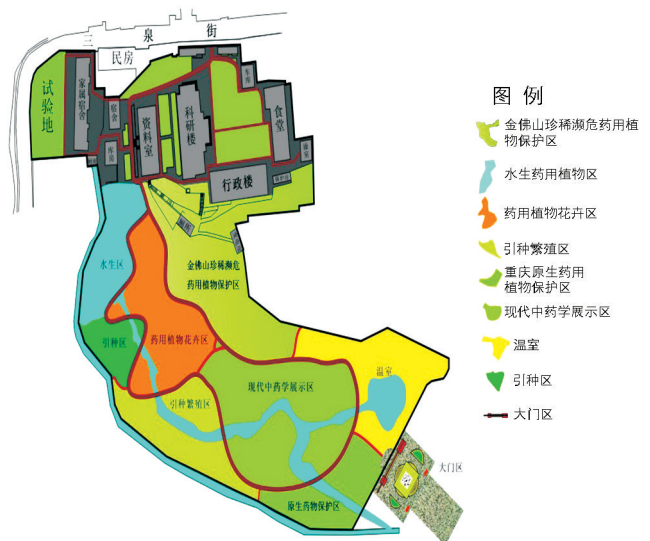 三泉街
民房
试验地
家属宿舍
宿舍
库房
资料室
科研楼
车库
食堂
行政楼
水生区
金佛山珍稀濒危
药用植物保护区
引种区
药用植物花卉区
引种繁殖区
现代中药学展示区
温室
原生药物保护区
大门区
图 例
金佛山珍稀濒危药用植
物保护区
水生药用植物区
药用植物花卉区
引种繁殖区
重庆原生药用
植物保护区
现代中药学展示区
温室
引种区
大门区